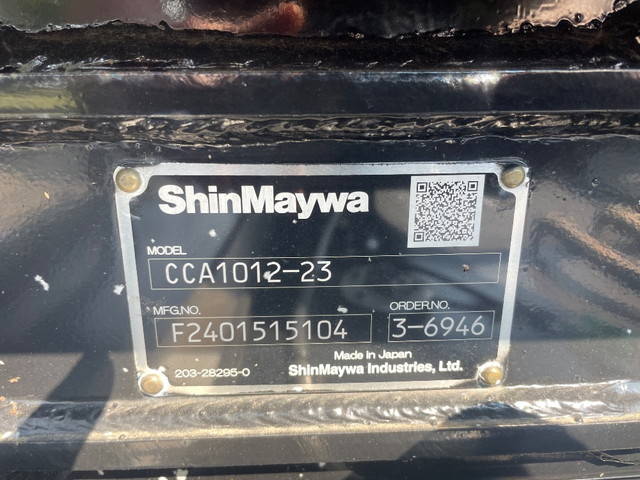 ShinMaywa
MODEL
CCA1012-23
MFG.NO. ORDER.NO.
F2401515104 3-6946
Made in Japan
203-28295-0 ShinMaywa Industries, Ltd.